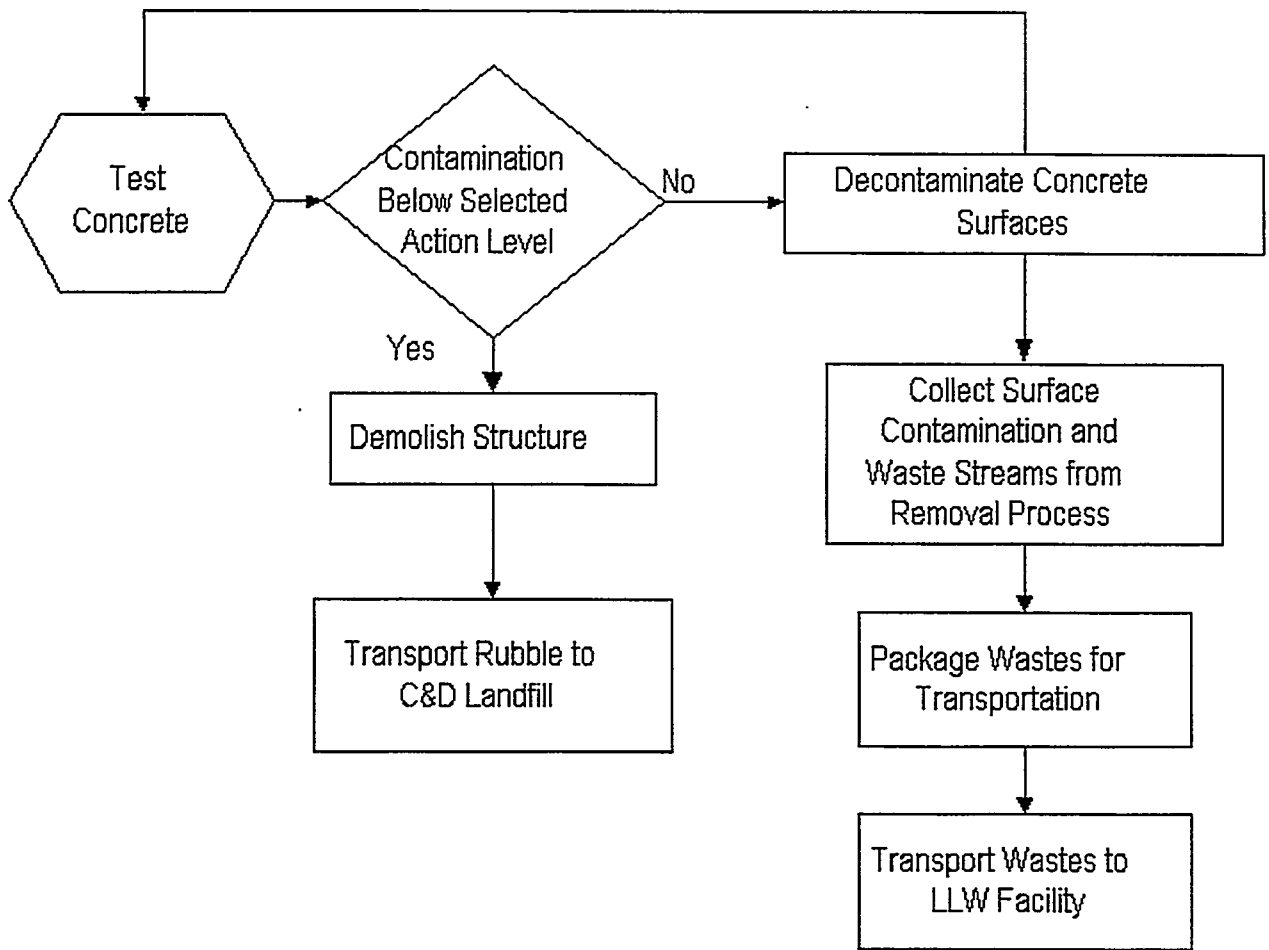 Test
Concrete
Contamination
Below Selected
Action Level
No
Decontaminate Concrete
Surfaces
Yes
Demolish Structure
Transport Rubble to
C&D Landfill
Collect Surface
Contamination and
Waste Streams from
Removal Process
Package Wastes for
Transportation
Transport Wastes to
LLW Facility